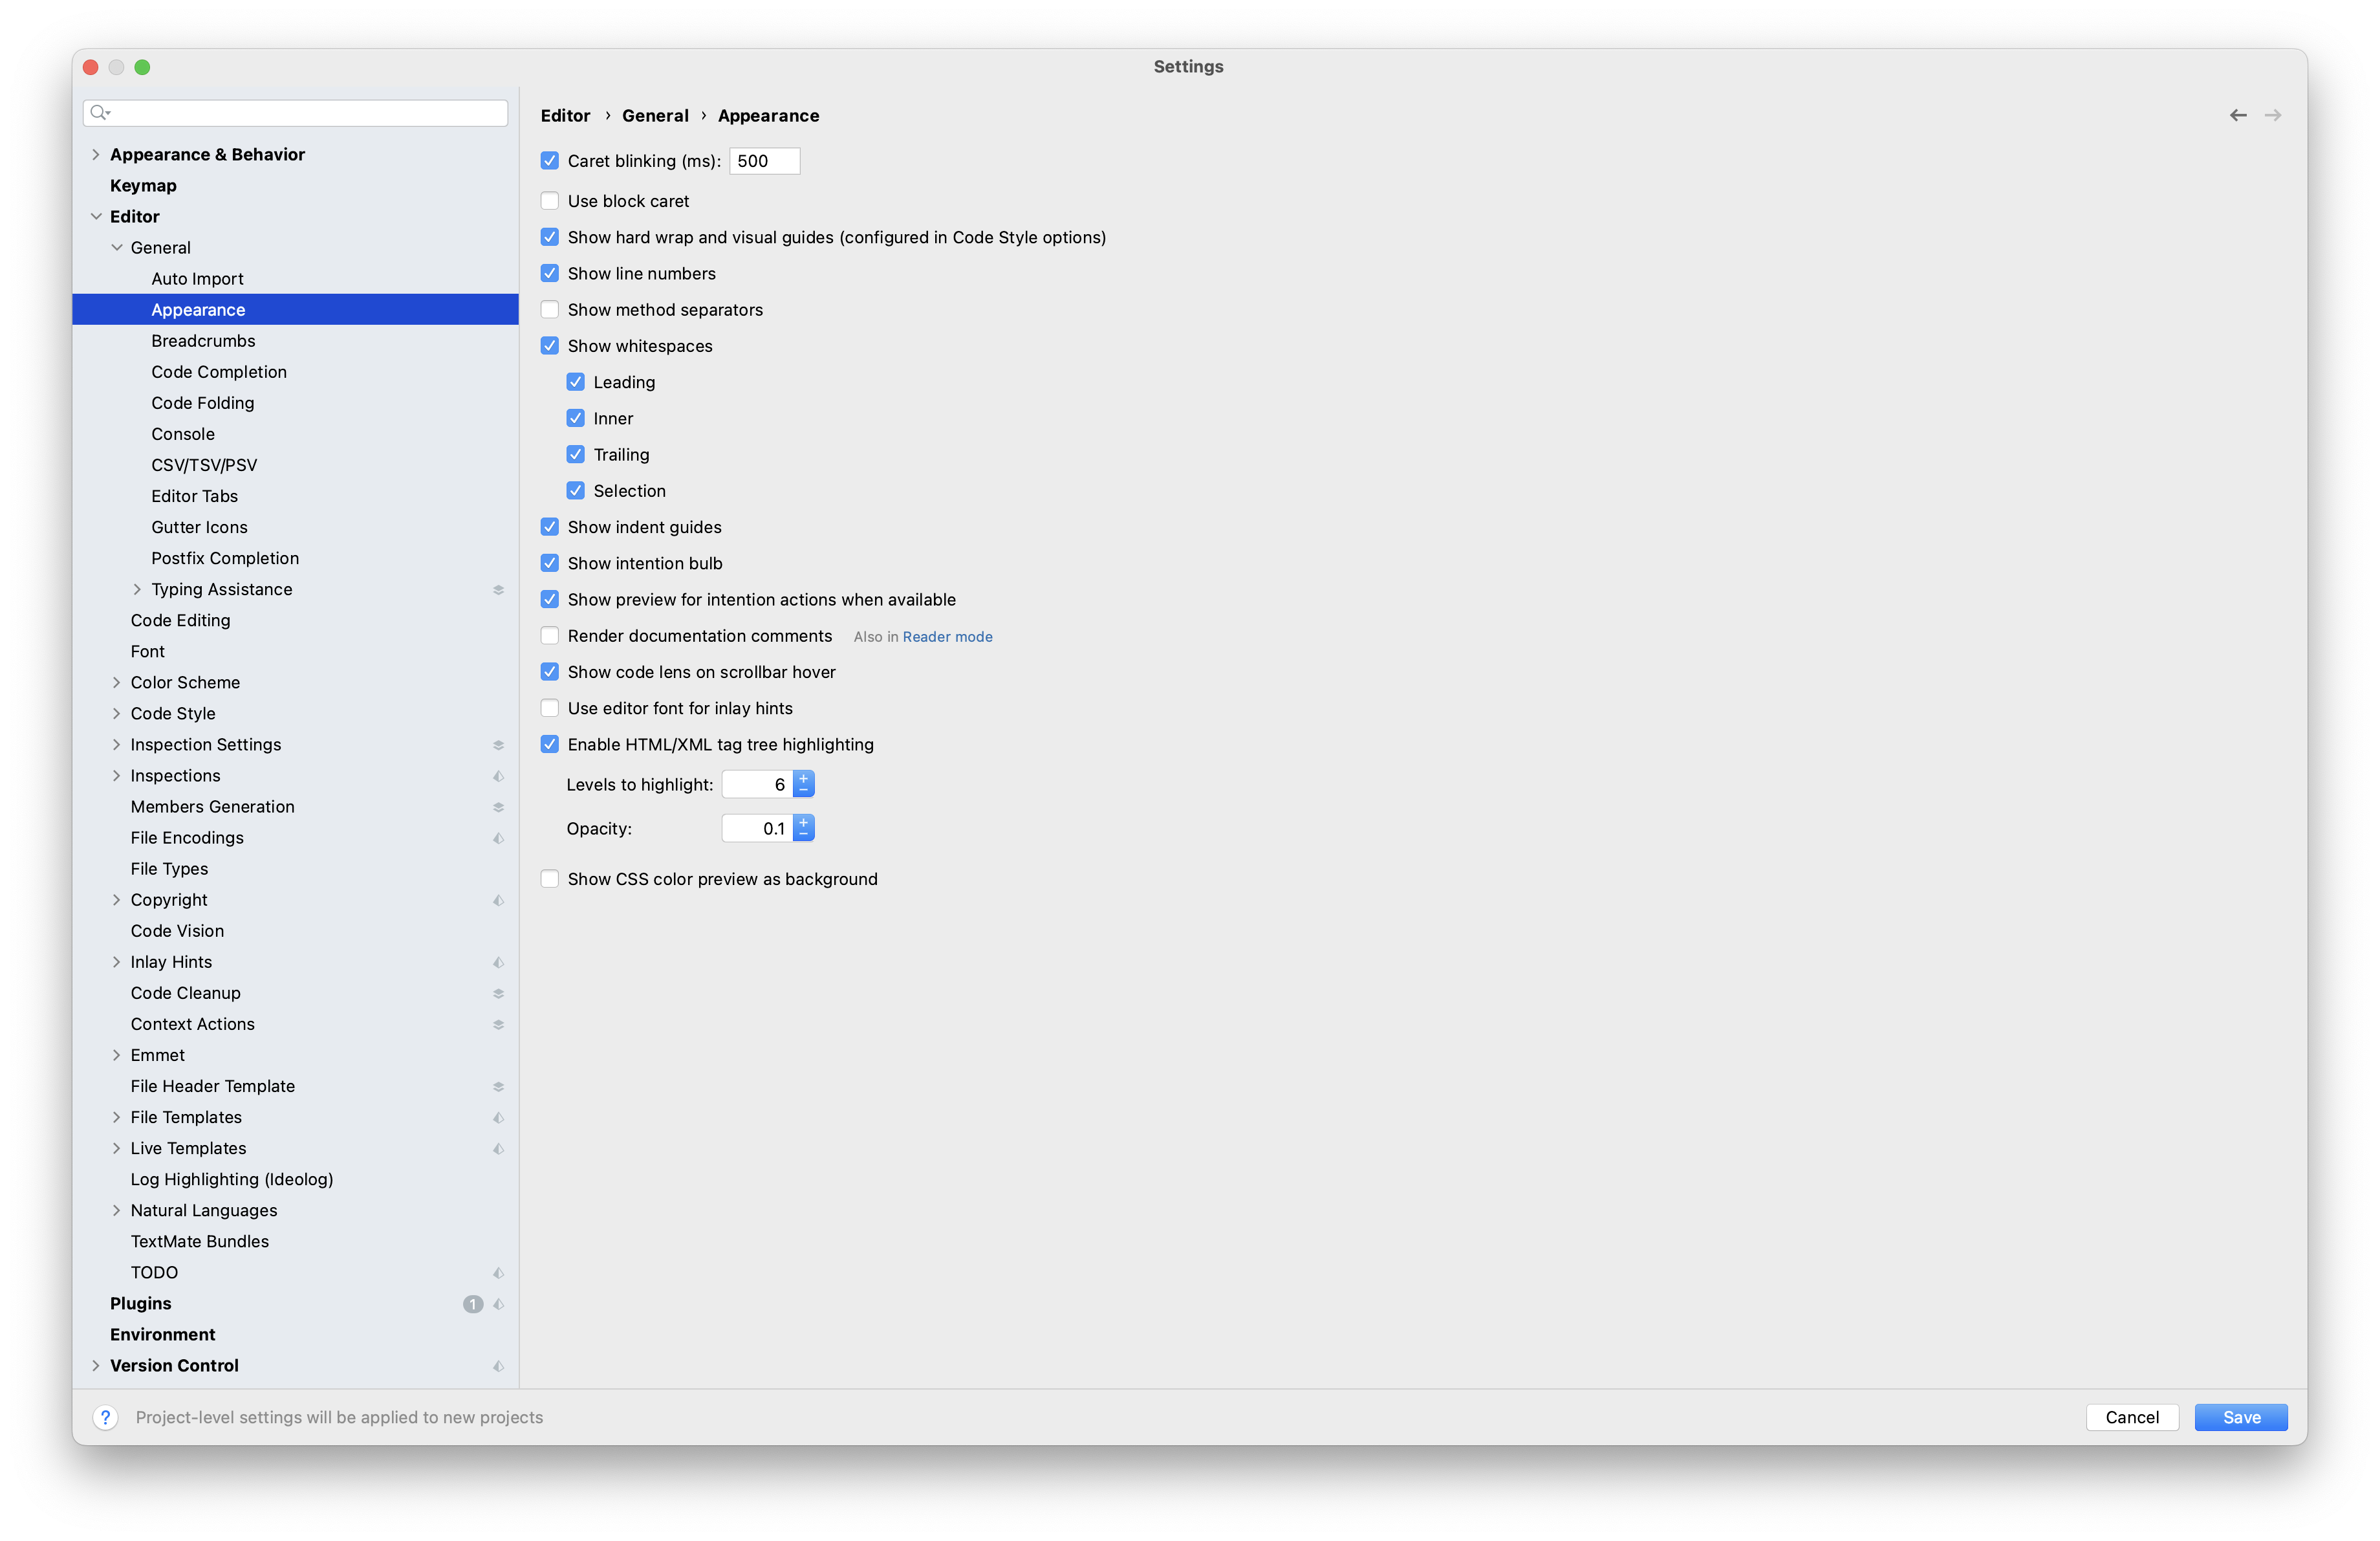 Settings
Appearance & Behavior
Keymap
Editor
General
Auto Import
Appearance
Breadcrumbs
Code Completion
Code Folding
Console
CSV/TSV/PSV
Editor Tabs
Gutter Icons
Postfix Completion
Typing Assistance
Code Editing
Font
Color Scheme
Code Style
Inspection Settings
Inspections
Members Generation
File Encodings
File Types
Copyright
Code Vision
Inlay Hints
Code Cleanup
Context Actions
Emmet
File Header Template
File Templates
Live Templates
Log Highlighting (Ideolog)
Natural Languages
TextMate Bundles
TODO
Plugins 1
Environment
Version Control
Editor › General › Appearance
Caret blinking (ms): 500
Use block caret
Show hard wrap and visual guides (configured in Code Style options)
Show line numbers
Show method separators
Show whitespaces
Leading
Inner
Trailing
Selection
Show indent guides
Show intention bulb
Show preview for intention actions when available
Render documentation comments Also in Reader mode
Show code lens on scrollbar hover
Use editor font for inlay hints
Enable HTML/XML tag tree highlighting
Levels to highlight: 6
Opacity: 0.1
Show CSS color preview as background
? Project-level settings will be applied to new projects
Cancel Save